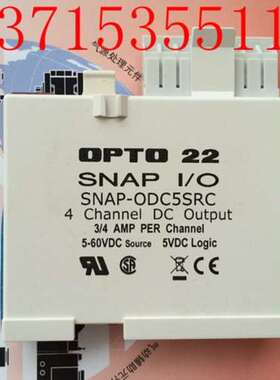 3715355111
OPTO 22
SNAP I/O
SNAP-ODC5SRC
4 Channel DC Output
3/4 AMP PER Channel
5-60VDC Source 5VDC Logic